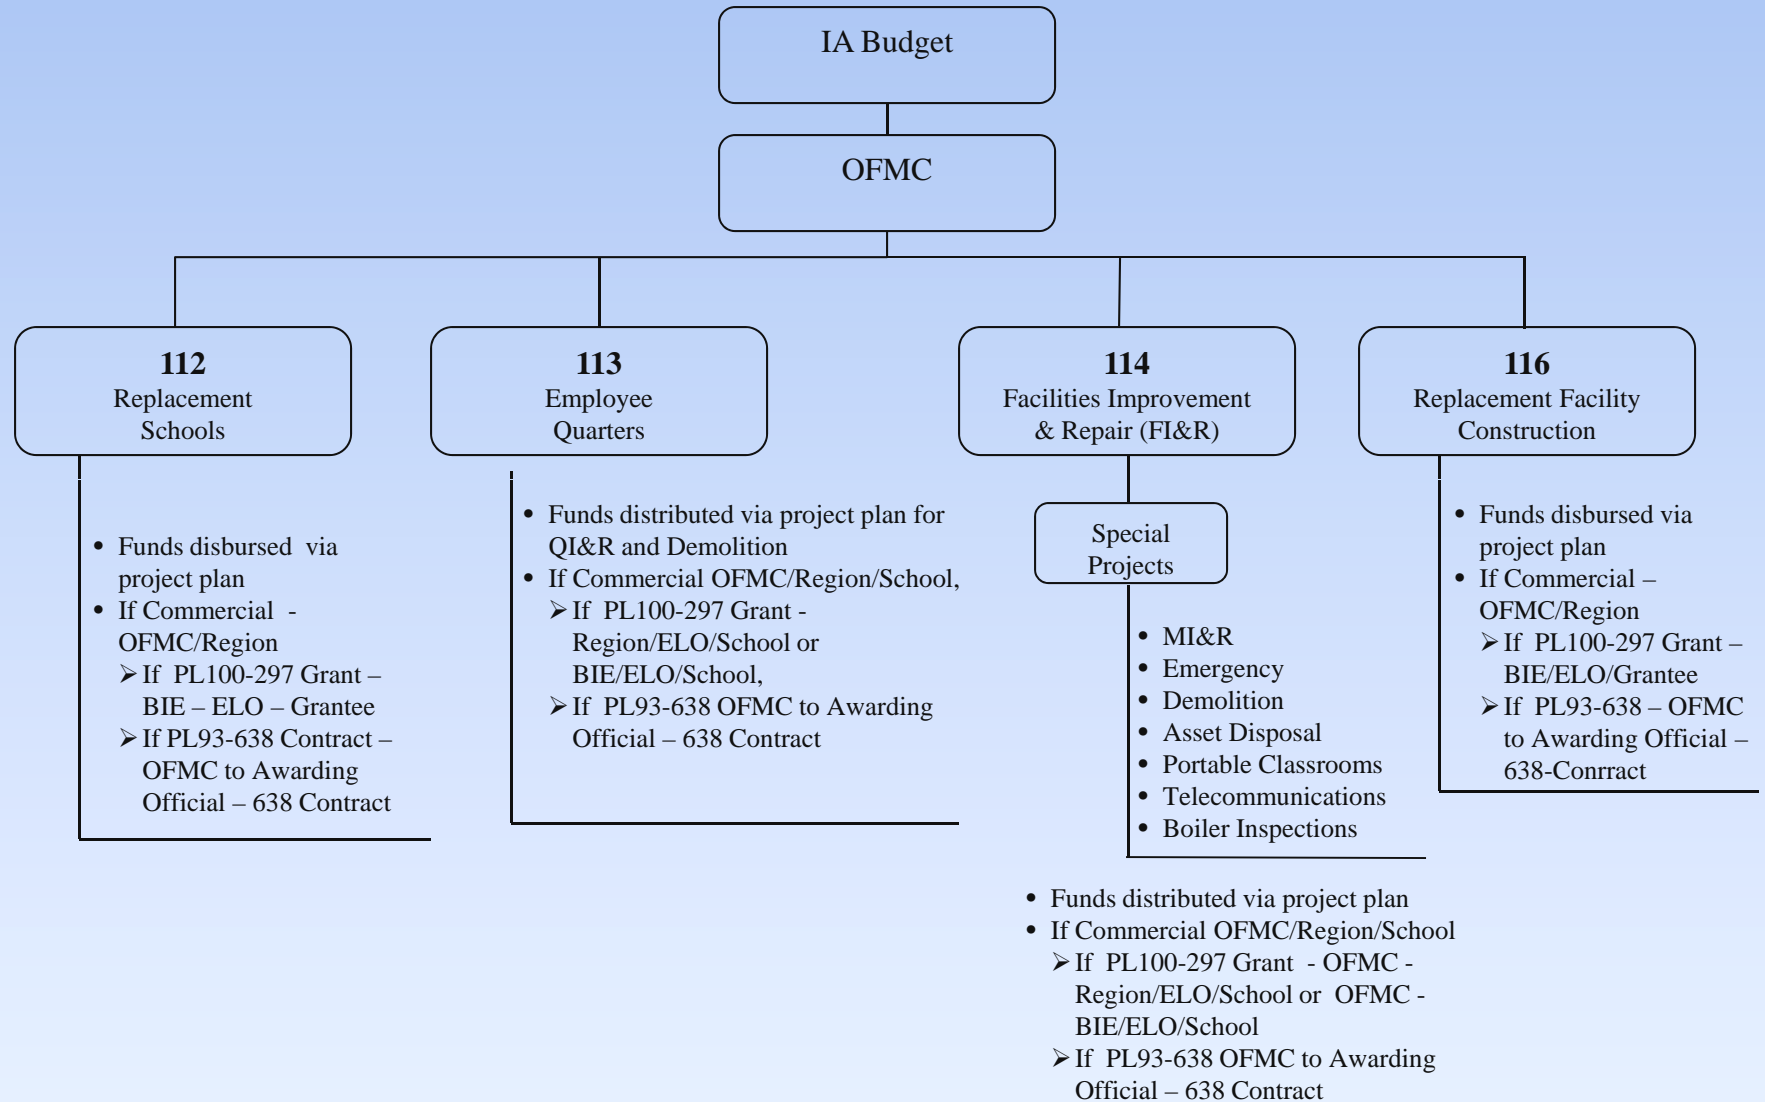 IA Budget
OFMC
112
Replacement
Schools
• Funds disbursed via
project plan
• If Commercial -
OFMC/Region
➢ If PL100-297 Grant –
BIE – ELO – Grantee
➢ If PL93-638 Contract –
OFMC to Awarding
Official – 638 Contract
113
Employee
Quarters
• Funds distributed via project plan for
QI&R and Demolition
• If Commercial OFMC/Region/School,
➢ If PL100-297 Grant -
Region/ELO/School or
BIE/ELO/School,
➢ If PL93-638 OFMC to Awarding
Official – 638 Contract
114
Facilities Improvement
& Repair (FI&R)
Special
Projects
• MI&R
• Emergency
• Demolition
• Asset Disposal
• Portable Classrooms
• Telecommunications
• Boiler Inspections
• Funds distributed via project plan
• If Commercial OFMC/Region/School
➢ If PL100-297 Grant - OFMC -
Region/ELO/School or OFMC -
BIE/ELO/School
➢ If PL93-638 OFMC to Awarding
Official – 638 Contract
116
Replacement Facility
Construction
• Funds disbursed via
project plan
• If Commercial –
OFMC/Region
➢ If PL100-297 Grant –
BIE/ELO/Grantee
➢ If PL93-638 – OFMC
to Awarding Official –
638-Conrract